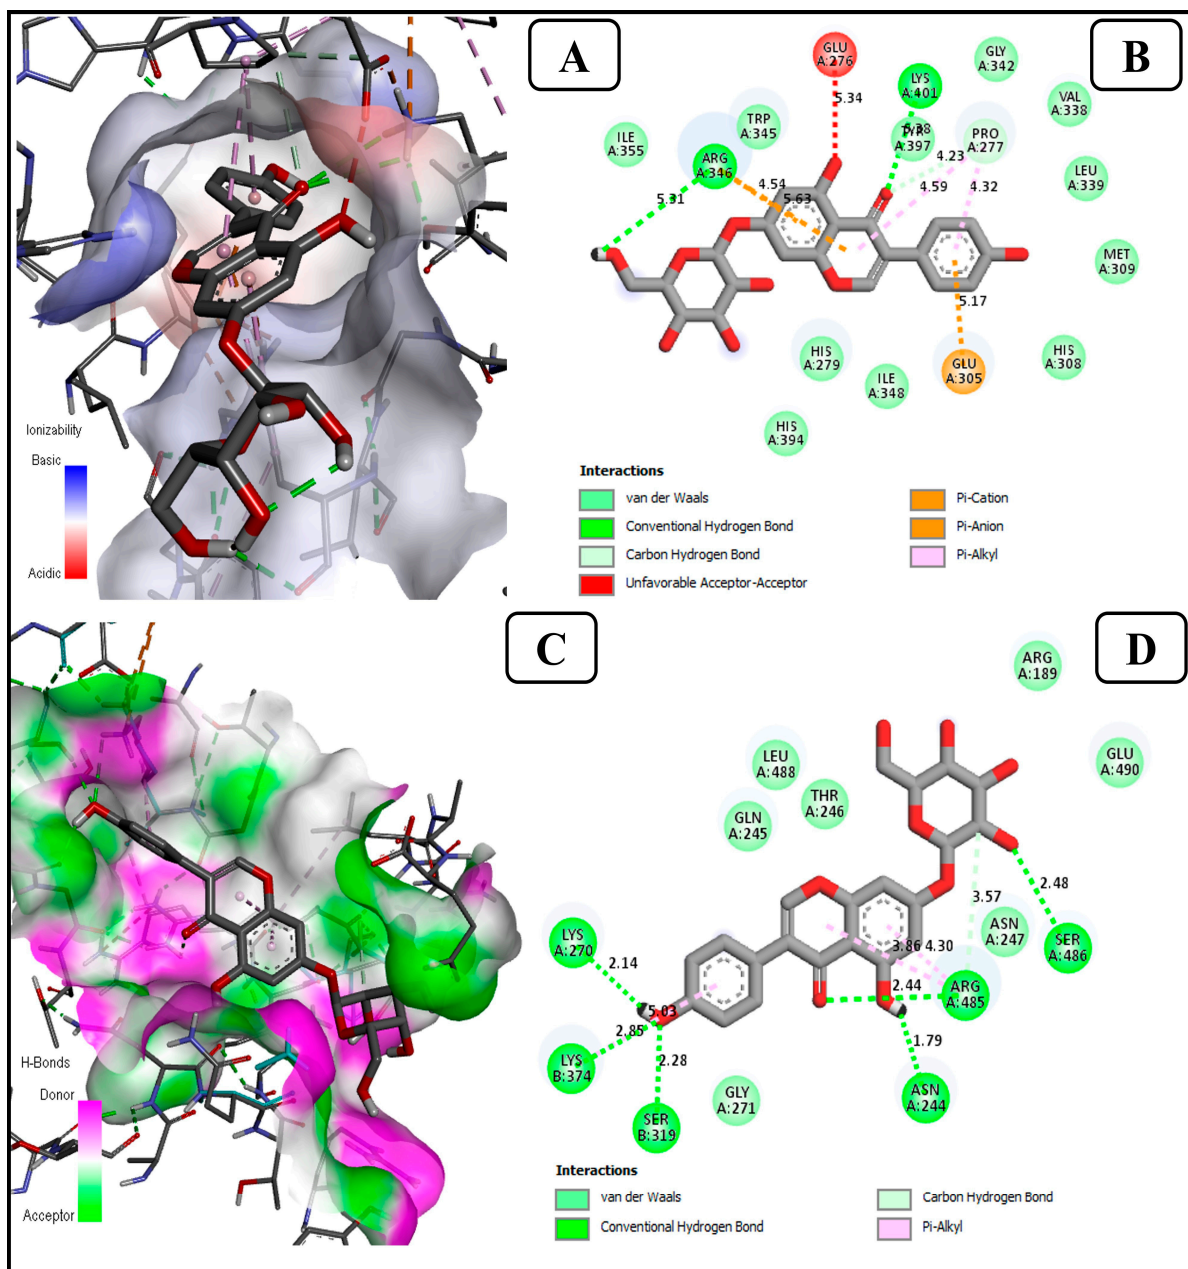 A
Ionizability
Basic
Acidic
B
GLU
A:276
LYS
A:401
GLY
A:342
VAL
A:338
TRP
A:345
ILE
A:355
ARG
A:346
TYR
A:397
PRO
A:277
LEU
A:339
MET
A:309
HIS
A:279
ILE
A:348
GLU
A:305
HIS
A:308
HIS
A:394
5.34
4.23
4.59
4.32
4.54
5.63
5.31
5.17
Interactions
van der Waals
Conventional Hydrogen Bond
Carbon Hydrogen Bond
Unfavorable Acceptor-Acceptor
Pi-Cation
Pi-Anion
Pi-Alkyl
C
H-Bonds
Donor
Acceptor
D
ARG
A:189
GLU
A:490
LEU
A:488
THR
A:246
GLN
A:245
ASN
A:247
SER
A:486
LYS
A:270
ARG
A:485
LYS
B:374
SER
B:319
GLY
A:271
ASN
A:244
2.48
3.57
3.86
4.30
2.44
2.14
5.03
2.85
2.28
1.79
Interactions
van der Waals
Conventional Hydrogen Bond
Carbon Hydrogen Bond
Pi-Alkyl